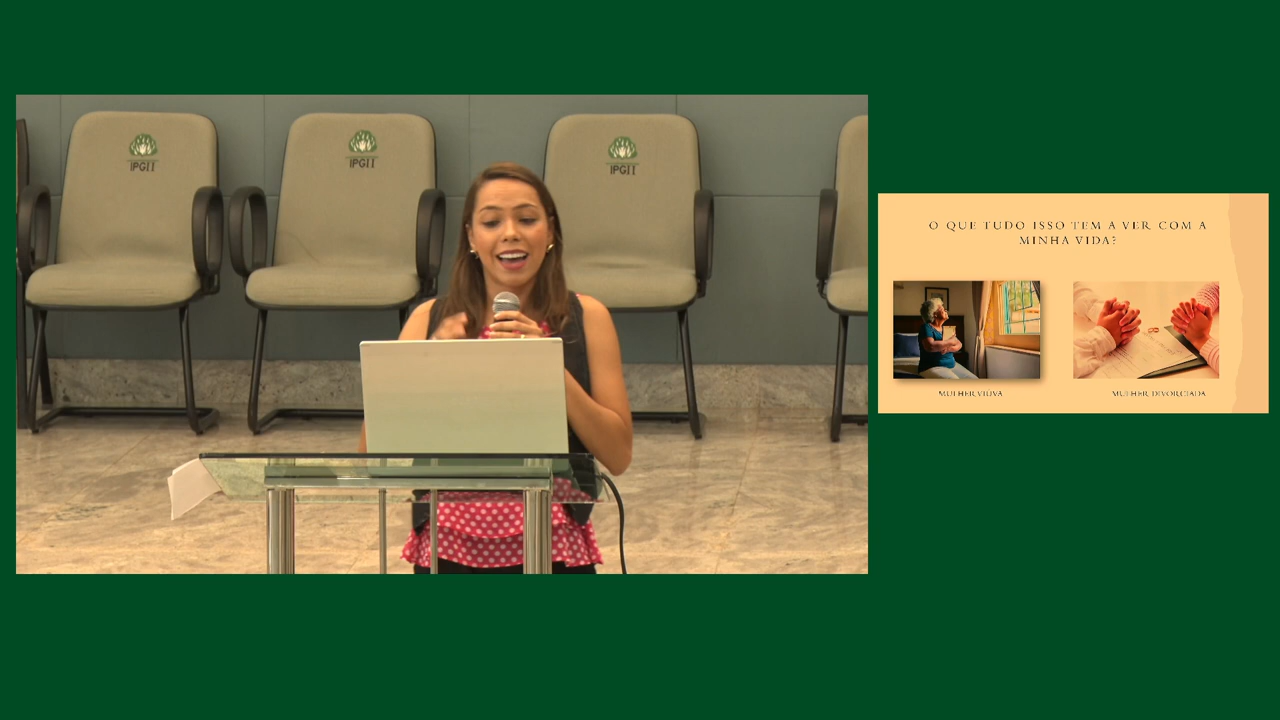 IPGII
IPGII
IPGII
O QUE TUDO ISSO TEM A VER COM A
MINHA VIDA?
MULHER VIÚVA
MULHER DIVORCIADA